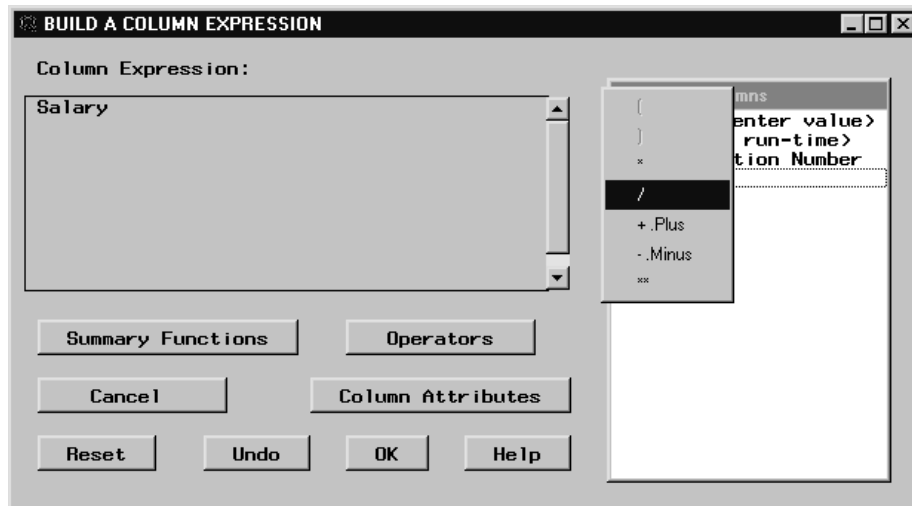 BUILD A COLUMN EXPRESSION
Column Expression:
Salary
mns
enter value>
run-time>
tion Number
(
)
*
/
+ .Plus
- .Minus
**
Summary Functions
Operators
Cancel
Column Attributes
Reset
Undo
OK
Help